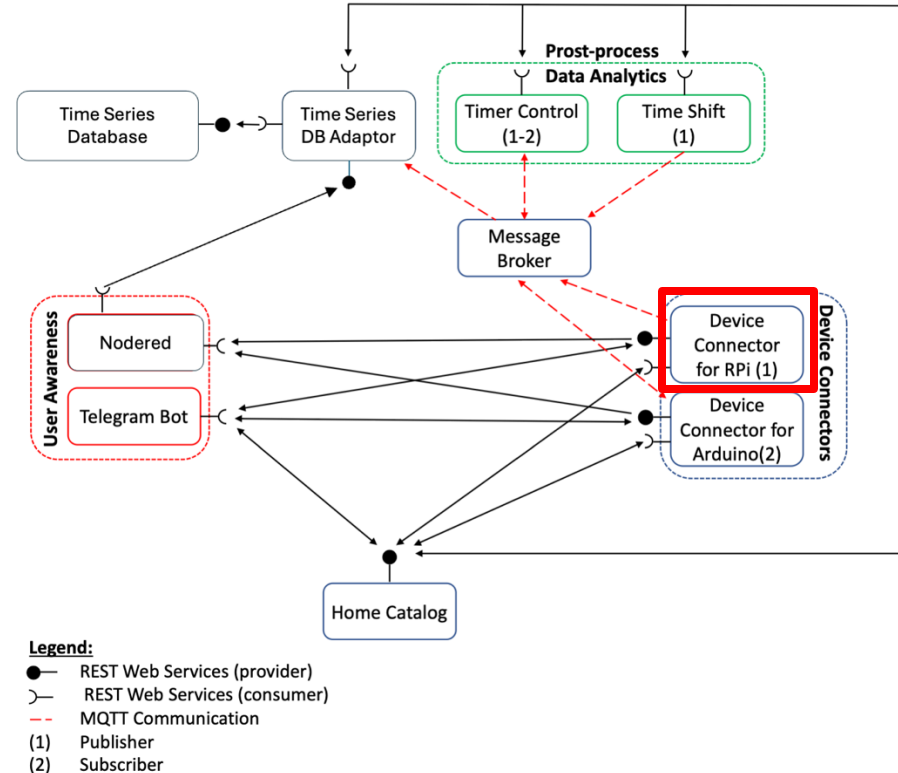 Prost-process
Data Analytics
Time Series
Database
Time Series
DB Adaptor
Timer Control
(1-2)
Time Shift
(1)
Message
Broker
User Awareness
Nodered
Telegram Bot
Device
Connector
for RPi (1)
Device
Connector for
Arduino(2)
Device Connectors
Home Catalog
Legend:
REST Web Services (provider)
REST Web Services (consumer)
MQTT Communication
(1) Publisher
(2) Subscriber